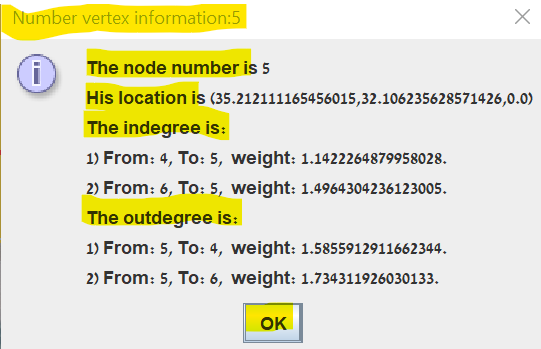 Number vertex information:5
i
The node number is 5
His location is (35.212111165456015,32.106235628571426,0.0)
The indegree is:
1) From: 4, To: 5, weight: 1.1422264879958028.
2) From: 6, To: 5, weight: 1.4964304236123005.
The outdegree is:
1) From: 5, To: 4, weight: 1.5855912911662344.
2) From: 5, To: 6, weight: 1.734311926030133.
OK